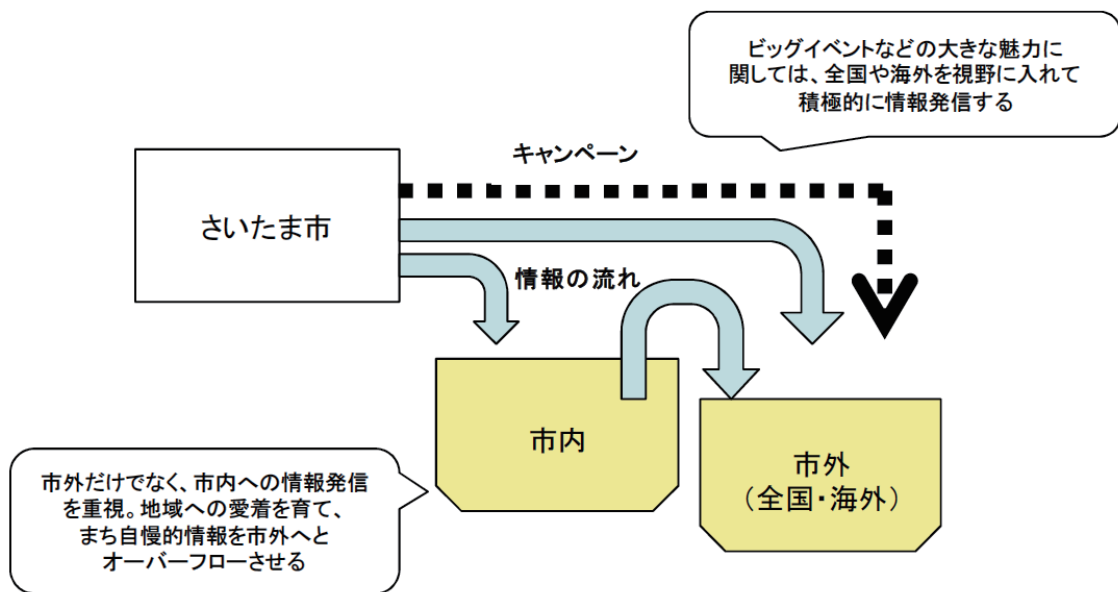 ビッグイベントなどの大きな魅力に
関しては、全国や海外を視野に入れて
積極的に情報発信する
キャンペーン
さいたま市
情報の流れ
市内
市外
（全国・海外）
市外だけでなく、市内への情報発信
を重視。地域への愛着を育て、
まち自慢的情報を市外へと
オーバーフローさせる